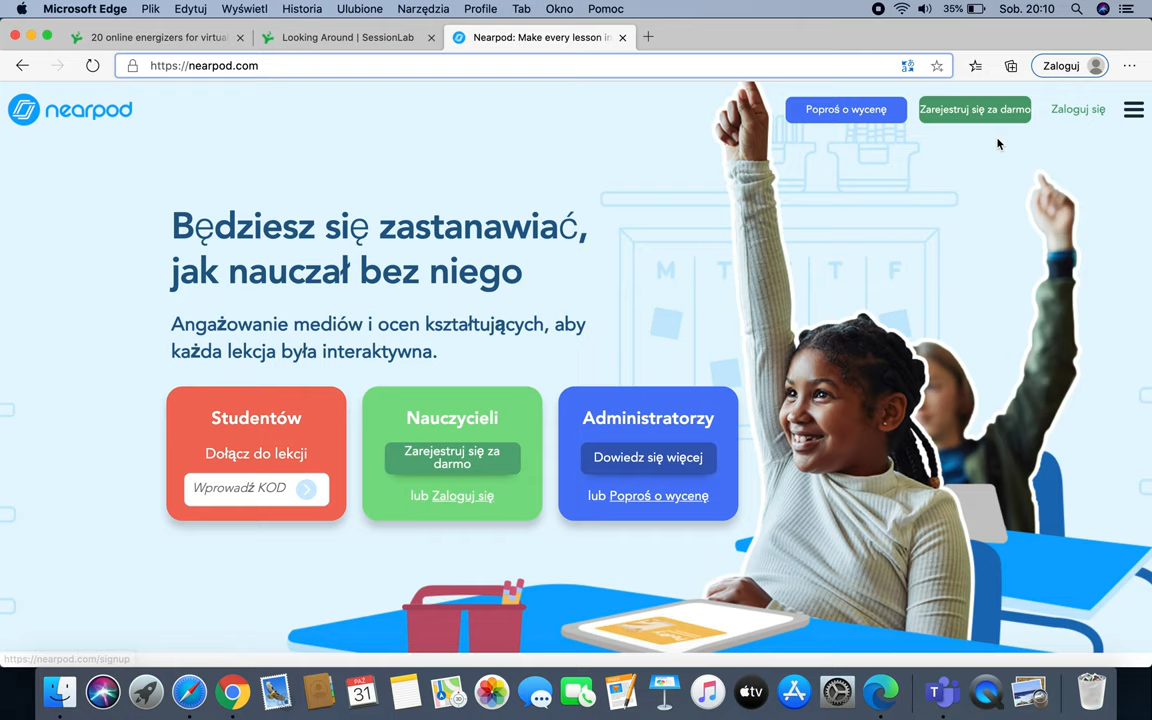 Microsoft Edge Plik Edytuj Wyświetl Historia Ulubione Narzędzia Profile Tab Okno Pomoc 35% Sob. 20:10
20 online energizers for virtua
Looking Around | SessionLab
Nearpod: Make every lesson in
https://nearpod.com
Zaloguj
nearpod
Poproś o wycenę
Zarejestruj się za darmo
Zaloguj się
Będziesz się zastanawiać,
jak nauczał bez niego
M T T F
Angażowanie mediów i ocen kształtujących, aby
każda lekcja była interaktywna.
Studentów
Dołącz do lekcji
Wprowadź KOD
Nauczycieli
Zarejestruj się za
darmo
lub Zaloguj się
Administratorzy
Dowiedz się więcej
lub Poproś o wycenę
https://nearpod.com/signup
PAŹ
31
tv